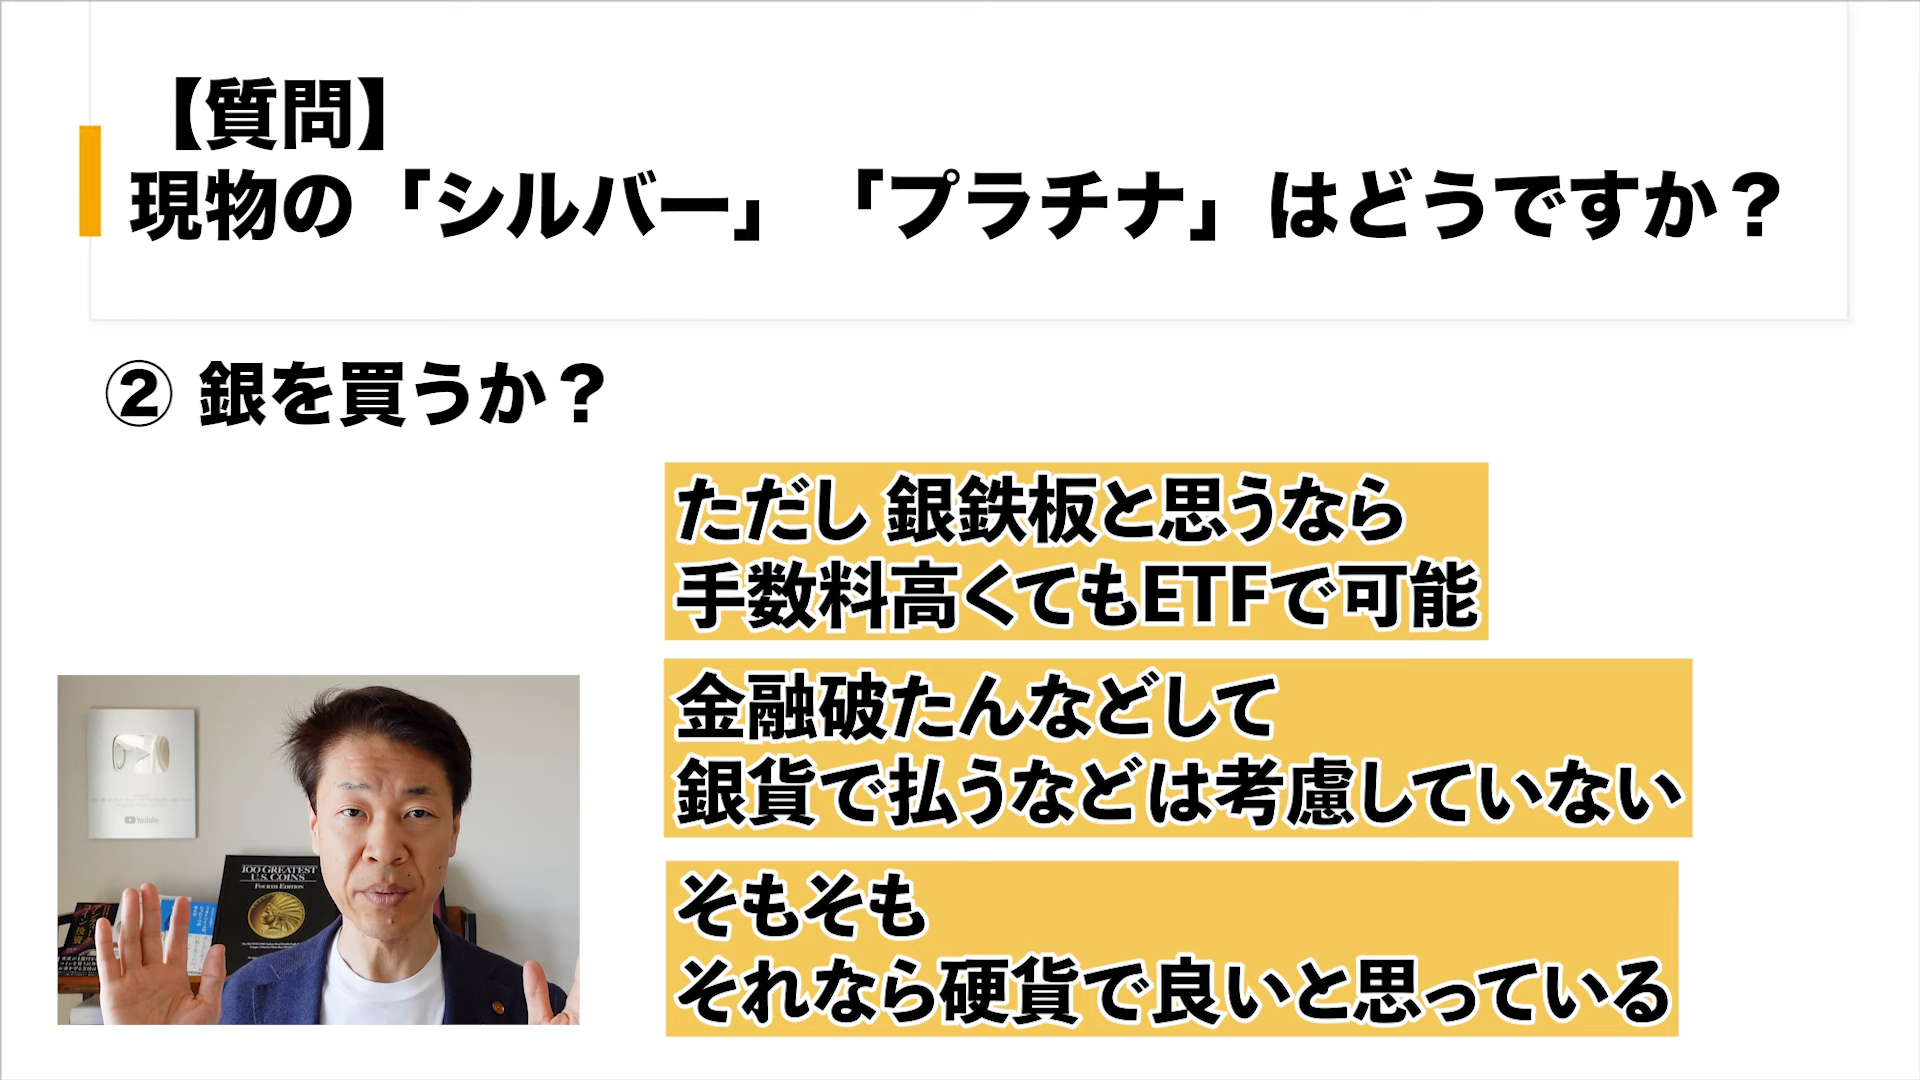 【質問】
現物の「シルバー」「プラチナ」はどうですか？
② 銀を買うか？
ただし 銀鉄板と思うなら
手数料高くてもETFで可能
金融破たんなどして
銀貨で払うなどは考慮していない
そもそも
それなら硬貨で良いと思っている
YouTube
100 GREATEST
U.S. COINS
FOURTH EDITION
投資